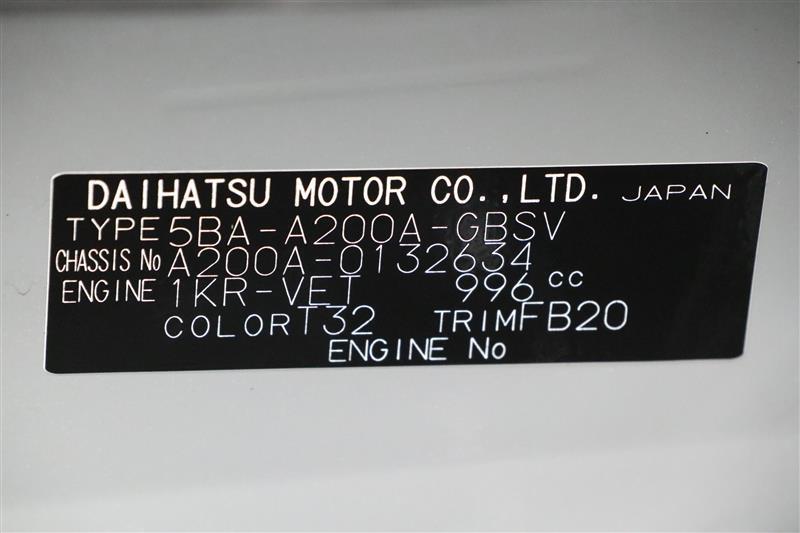 DAIHATSU MOTOR CO.,LTD. JAPAN
TYPE 5BA-A200A-GBSV
CHASSIS No A200A-0132634
ENGINE 1KR-VET 996 cc
COLOR T32 TRIM FB20
ENGINE No